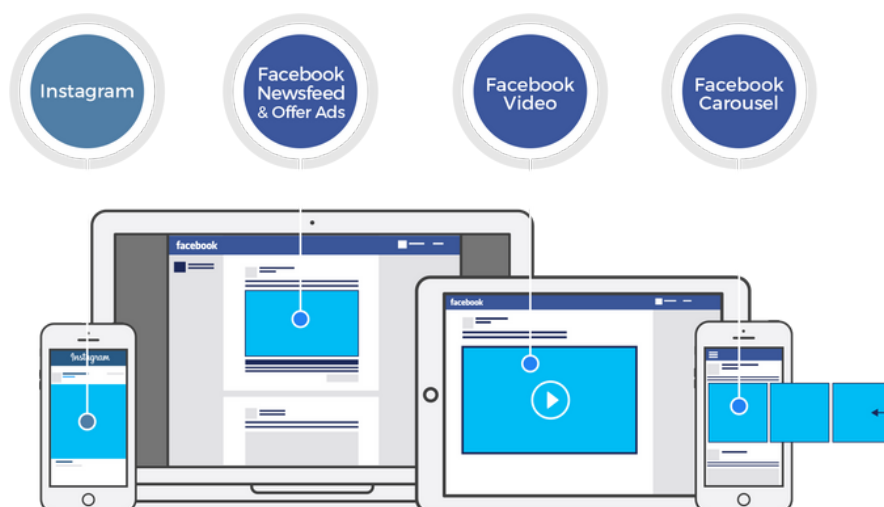 Instagram
Facebook
Newsfeed
& Offer Ads
Facebook
Video
Facebook
Carousel
facebook
facebook
Instagram